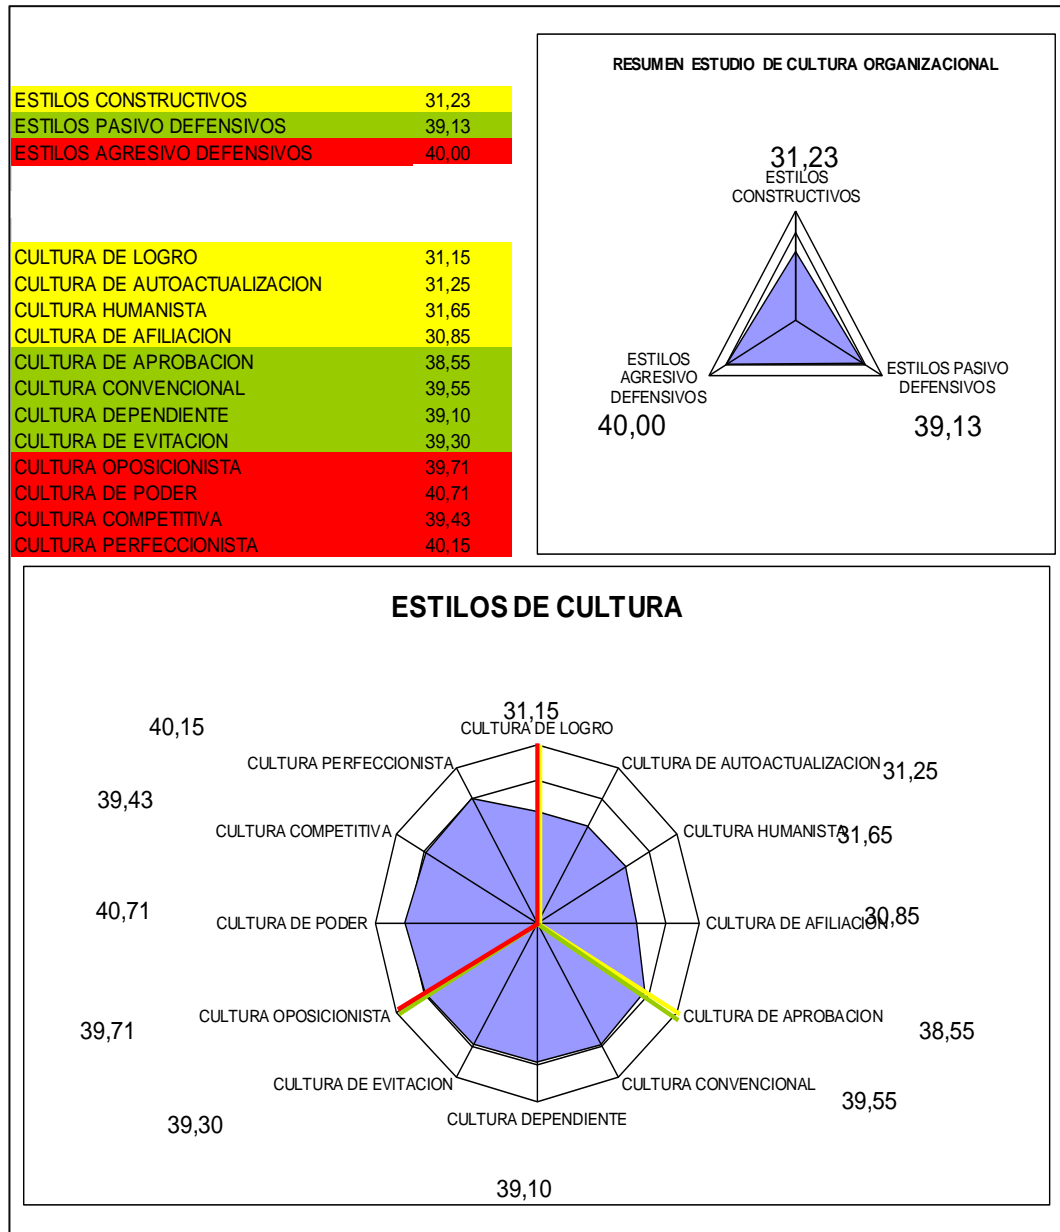 ESTILOS CONSTRUCTIVOS 31,23
ESTILOS PASIVO DEFENSIVOS 39,13
ESTILOS AGRESIVO DEFENSIVOS 40,00
CULTURA DE LOGRO 31,15
CULTURA DE AUTOACTUALIZACION 31,25
CULTURA HUMANISTA 31,65
CULTURA DE AFILIACION 30,85
CULTURA DE APROBACION 38,55
CULTURA CONVENCIONAL 39,55
CULTURA DEPENDIENTE 39,10
CULTURA DE EVITACION 39,30
CULTURA OPOSICIONISTA 39,71
CULTURA DE PODER 40,71
CULTURA COMPETITIVA 39,43
CULTURA PERFECCIONISTA 40,15
RESUMEN ESTUDIO DE CULTURA ORGANIZACIONAL
31,23
ESTILOS
CONSTRUCTIVOS
ESTILOS
AGRESIVO
DEFENSIVOS
40,00
ESTILOS PASIVO
DEFENSIVOS
39,13
ESTILOS DE CULTURA
31,15
CULTURA DE LOGRO
40,15
CULTURA PERFECCIONISTA
CULTURA DE AUTOACTUALIZACION
31,25
39,43
CULTURA COMPETITIVA
CULTURA HUMANISTA
31,65
40,71
CULTURA DE PODER
CULTURA DE AFILIACION
30,85
39,71
CULTURA OPOSICIONISTA
CULTURA DE APROBACION
38,55
CULTURA DE EVITACION
39,30
CULTURA CONVENCIONAL
39,55
CULTURA DEPENDIENTE
39,10